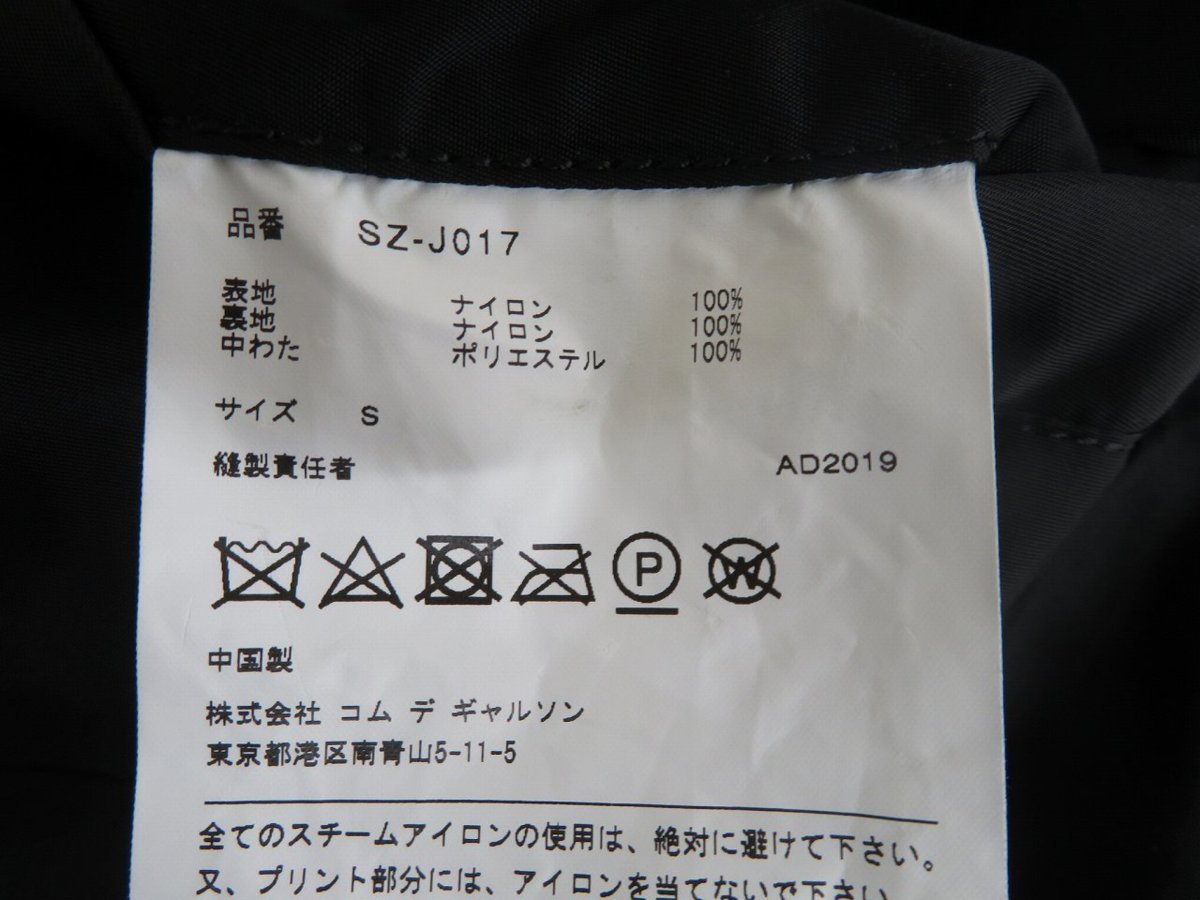 品番 SZ-J017
表地 ナイロン 100%
裏地 ナイロン 100%
中わた ポリエステル 100%
サイズ S
縫製責任者 AD2019
P W
中国製
株式会社 コム デ ギャルソン
東京都港区南青山5-11-5
全てのスチームアイロンの使用は、絶対に避けて下さい。
又、プリント部分には、アイロンを当てないで下さい。